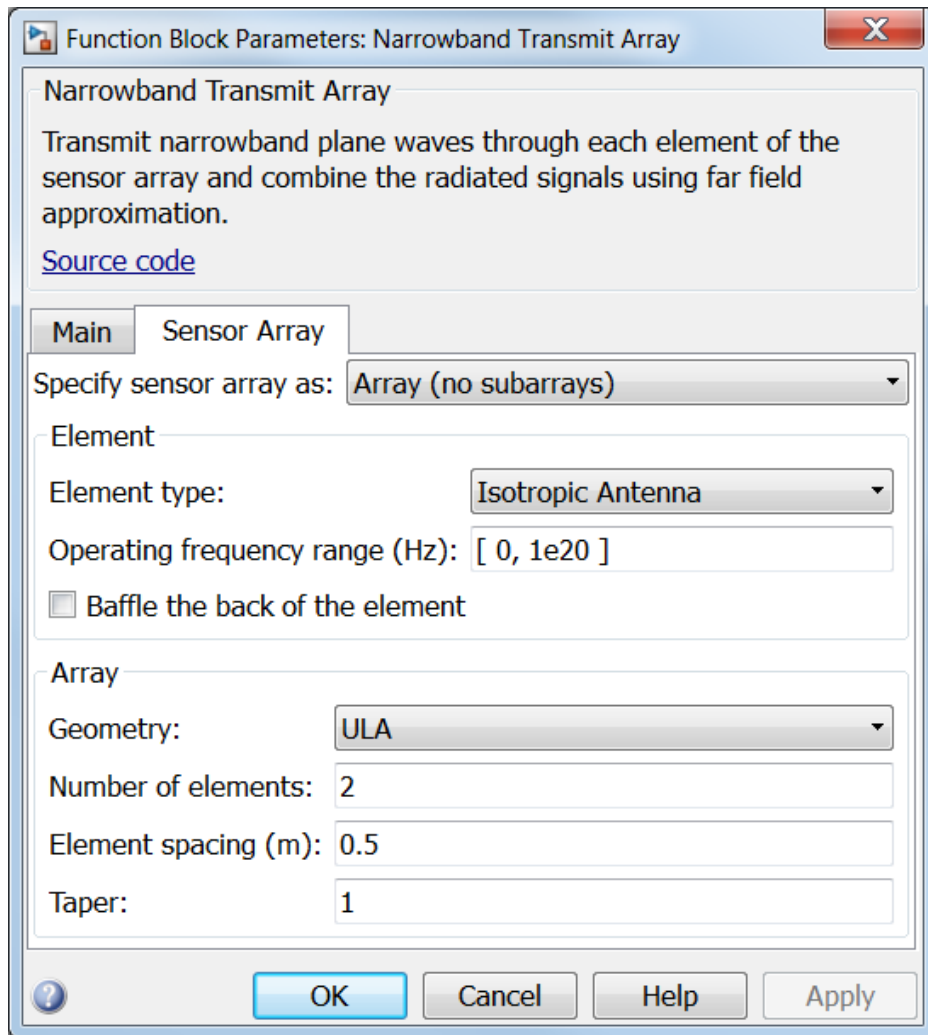 Function Block Parameters: Narrowband Transmit Array
X
Narrowband Transmit Array
Transmit narrowband plane waves through each element of the
sensor array and combine the radiated signals using far field
approximation.
Source code
Main Sensor Array
Specify sensor array as: Array (no subarrays)
Element
Element type: Isotropic Antenna
Operating frequency range (Hz): [ 0, 1e20 ]
Baffle the back of the element
Array
Geometry: ULA
Number of elements: 2
Element spacing (m): 0.5
Taper: 1
? OK Cancel Help Apply